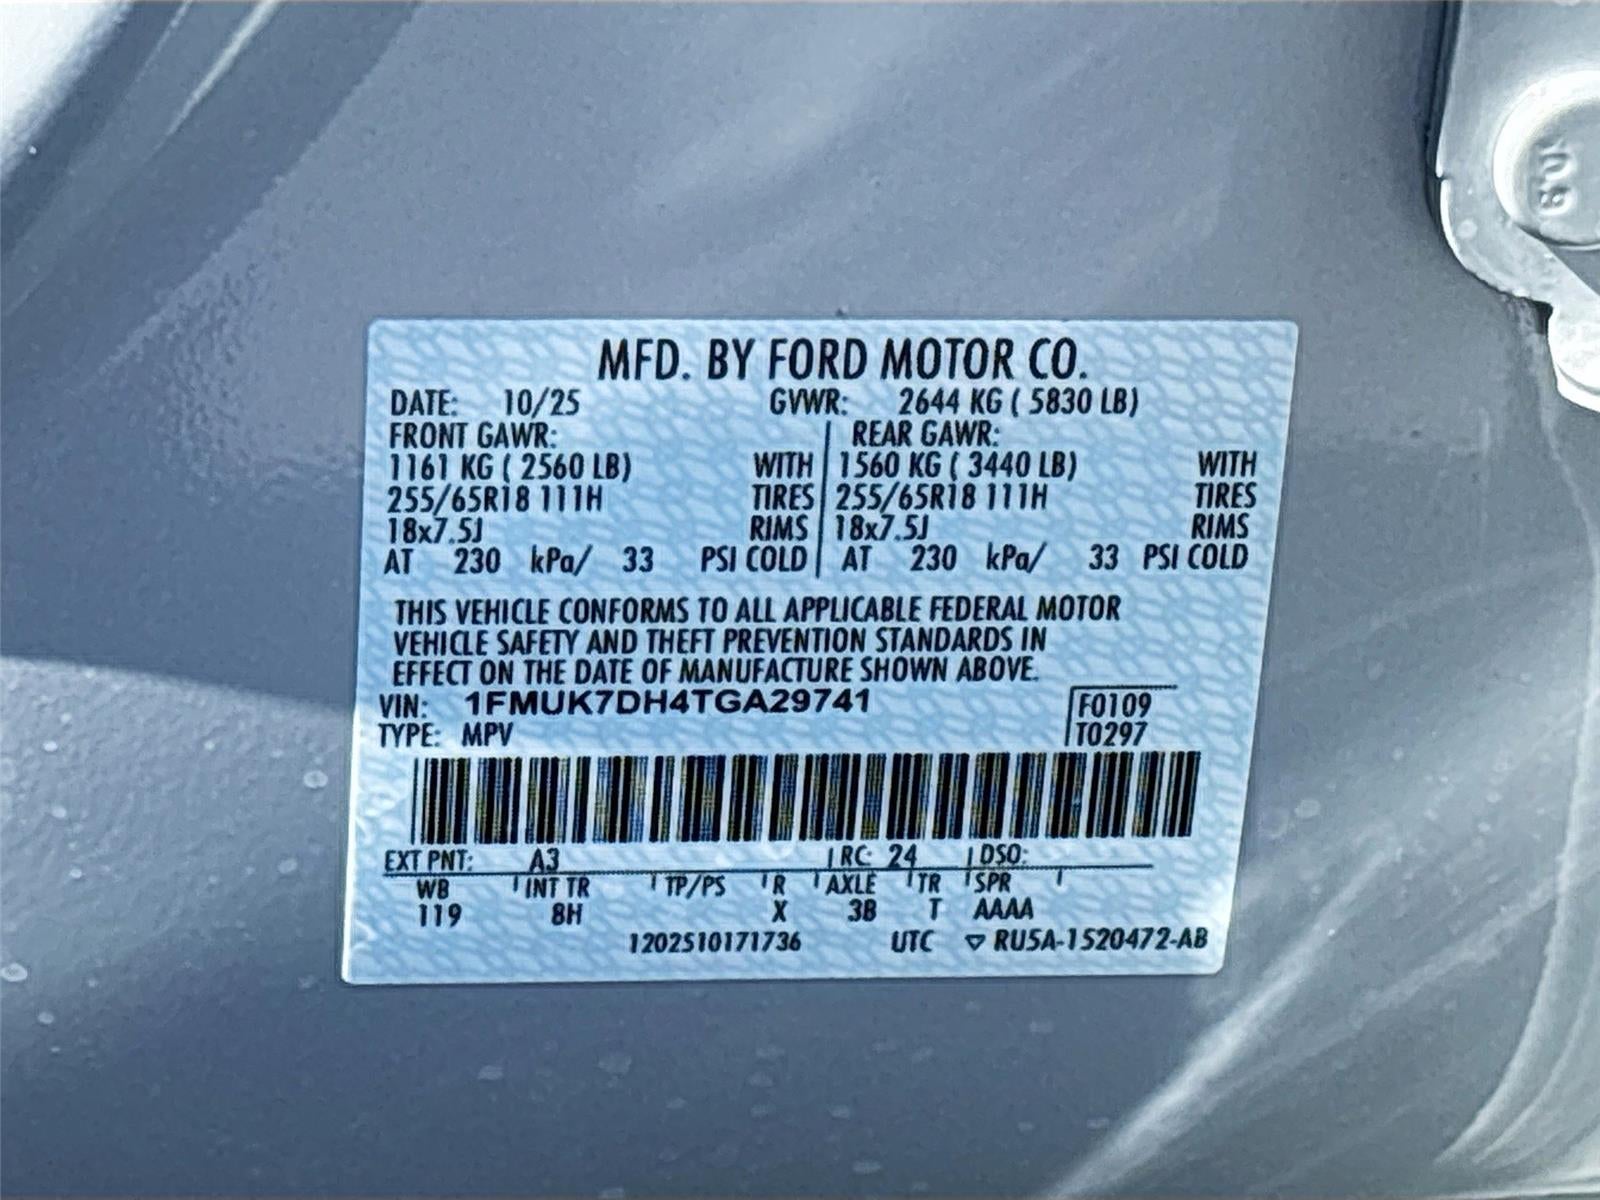 10.8
MFD. BY FORD MOTOR CO.
DATE: 10/25 GVWR: 2644 KG ( 5830 LB)
FRONT GAWR: REAR GAWR:
1161 KG ( 2560 LB) WITH 1560 KG ( 3440 LB) WITH
255/65R18 111H TIRES 255/65R18 111H TIRES
18x7.5J RIMS 18x7.5J RIMS
AT 230 kPa/ 33 PSI COLD AT 230 kPa/ 33 PSI COLD
THIS VEHICLE CONFORMS TO ALL APPLICABLE FEDERAL MOTOR
VEHICLE SAFETY AND THEFT PREVENTION STANDARDS IN
EFFECT ON THE DATE OF MANUFACTURE SHOWN ABOVE.
VIN: 1FMUK7DH4TGA29741 F0109
TYPE: MPV T0297
EXT PNT: A3 RC: 24 DSO:
WB INT TR TP/PS R AXLE TR SPR
119 8H X 3B T AAAA
1202510171736 UTC ▽ RU5A-1520472-AB